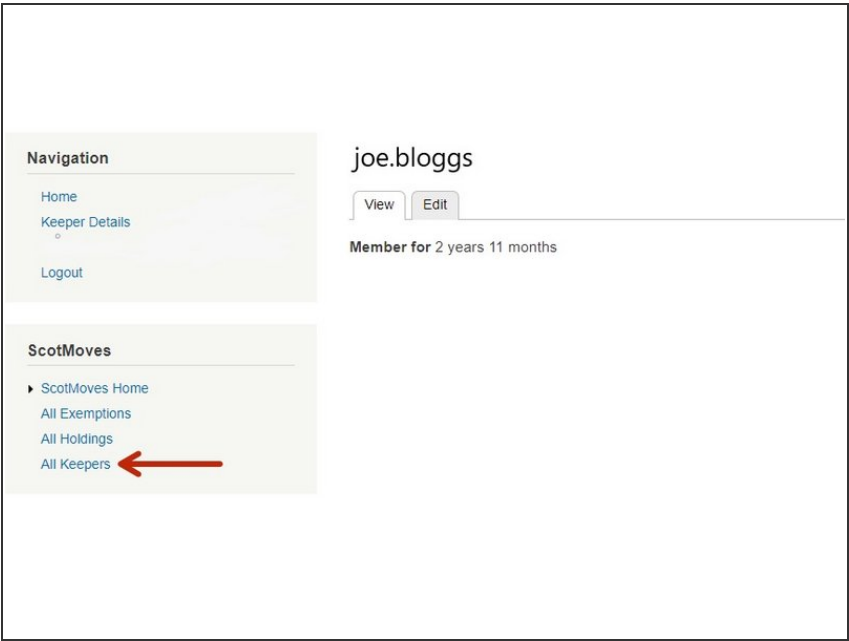 Navigation
Home
Keeper Details
Logout
ScotMoves
ScotMoves Home
All Exemptions
All Holdings
All Keepers
joe.bloggs
View Edit
Member for 2 years 11 months